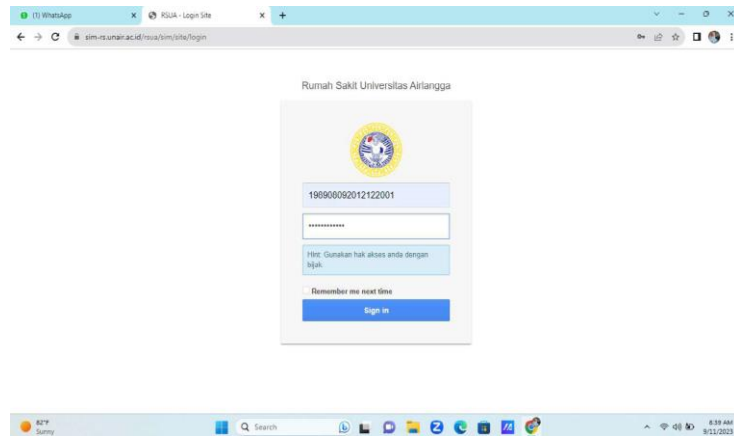 (1) WhatsApp
RSUA - Login Site
sim-rs.unair.ac.id/rsua/sim/site/login
Rumah Sakit Universitas Airlangga
198908092012122001
••••••••••••
Hint: Gunakan hak akses anda dengan
bijak.
Remember me next time
Sign in
82°F
Sunny
Search
6:39 AM
9/11/2023